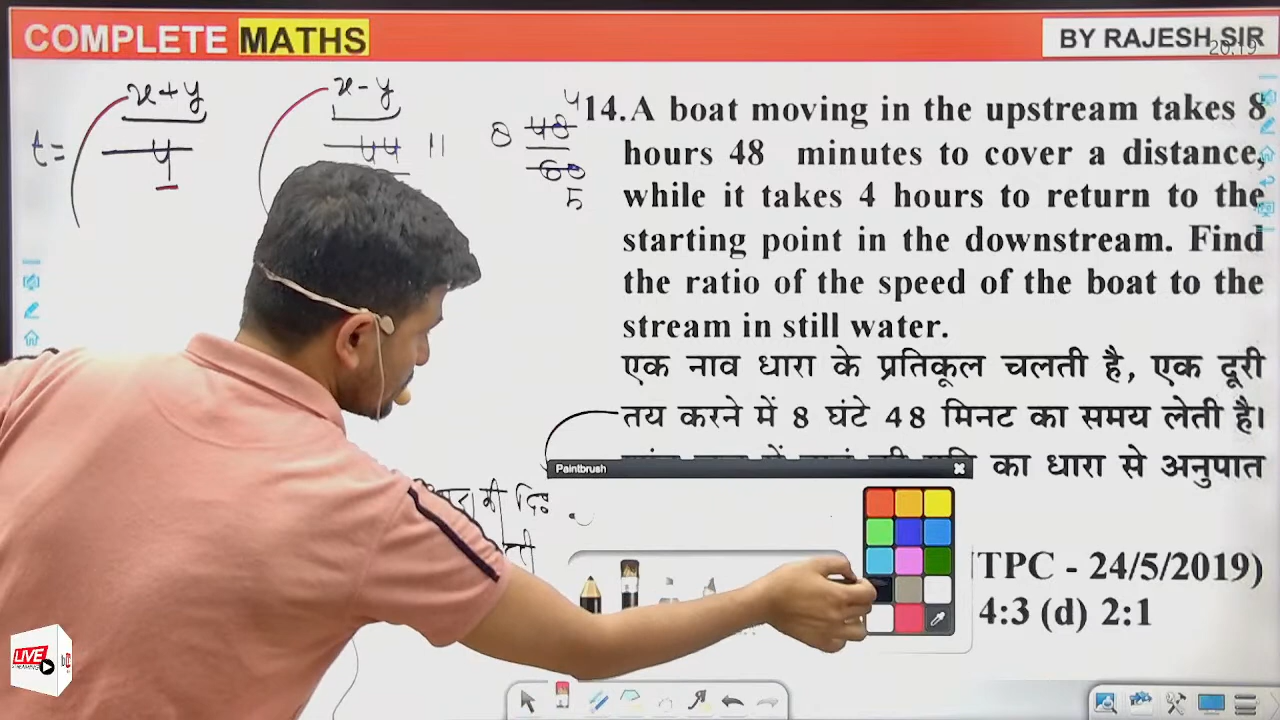 COMPLETE MATHS
BY RAJESH SIR
20:19
x+y
x-y
t=
4
44
11
8 48
60
4
5
14.A boat moving in the upstream takes 8
hours 48 minutes to cover a distance,
while it takes 4 hours to return to the
starting point in the downstream. Find
the ratio of the speed of the boat to the
stream in still water.
एक नाव धारा के प्रतिकूल चलती है, एक दूरी
तय करने में 8 घंटे 48 मिनट का समय लेती है।
का धारा से अनुपात
Paintbrush
TPC - 24/5/2019)
4:3 (d) 2:1
LIVE